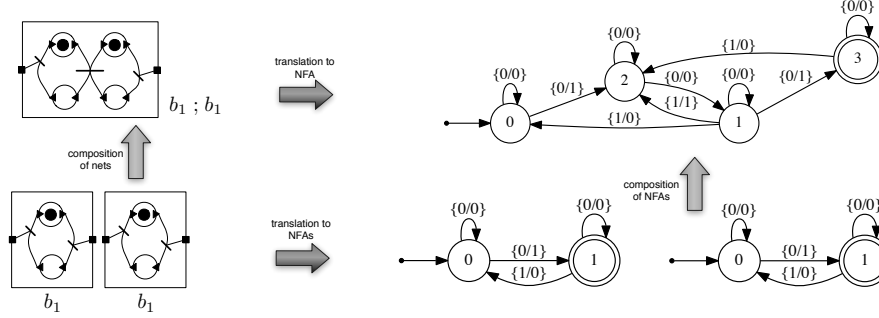 translation to
NFA
b₁ ; b₁
composition
of nets
{0/0}
{0/0}
{1/0}
3
2
{0/0}
{0/0}
{0/0}
{0/1}
{0/1}
{1/1}
0
1
{1/0}
composition
of NFAs
translation to
NFAs
b₁
b₁
{0/0}
{0/0}
0
{0/1}
1
{1/0}
{0/0}
{0/0}
0
{0/1}
1
{1/0}